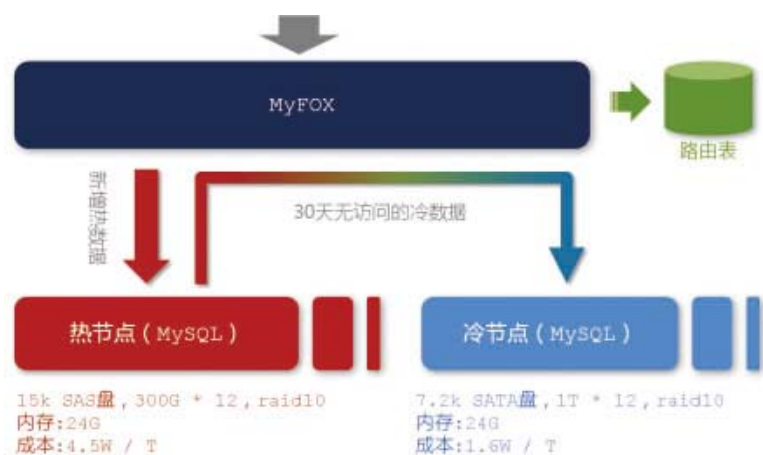 MyFOX
路由表
新增热数据
30天无访问的冷数据
热节点(MySQL)
冷节点(MySQL)
15k SAS盘,300G * 12,raid10
内存:24G
成本:4.5W / T
7.2k SATA盘,1T * 12,raid10
内存:24G
成本:1.6W / T